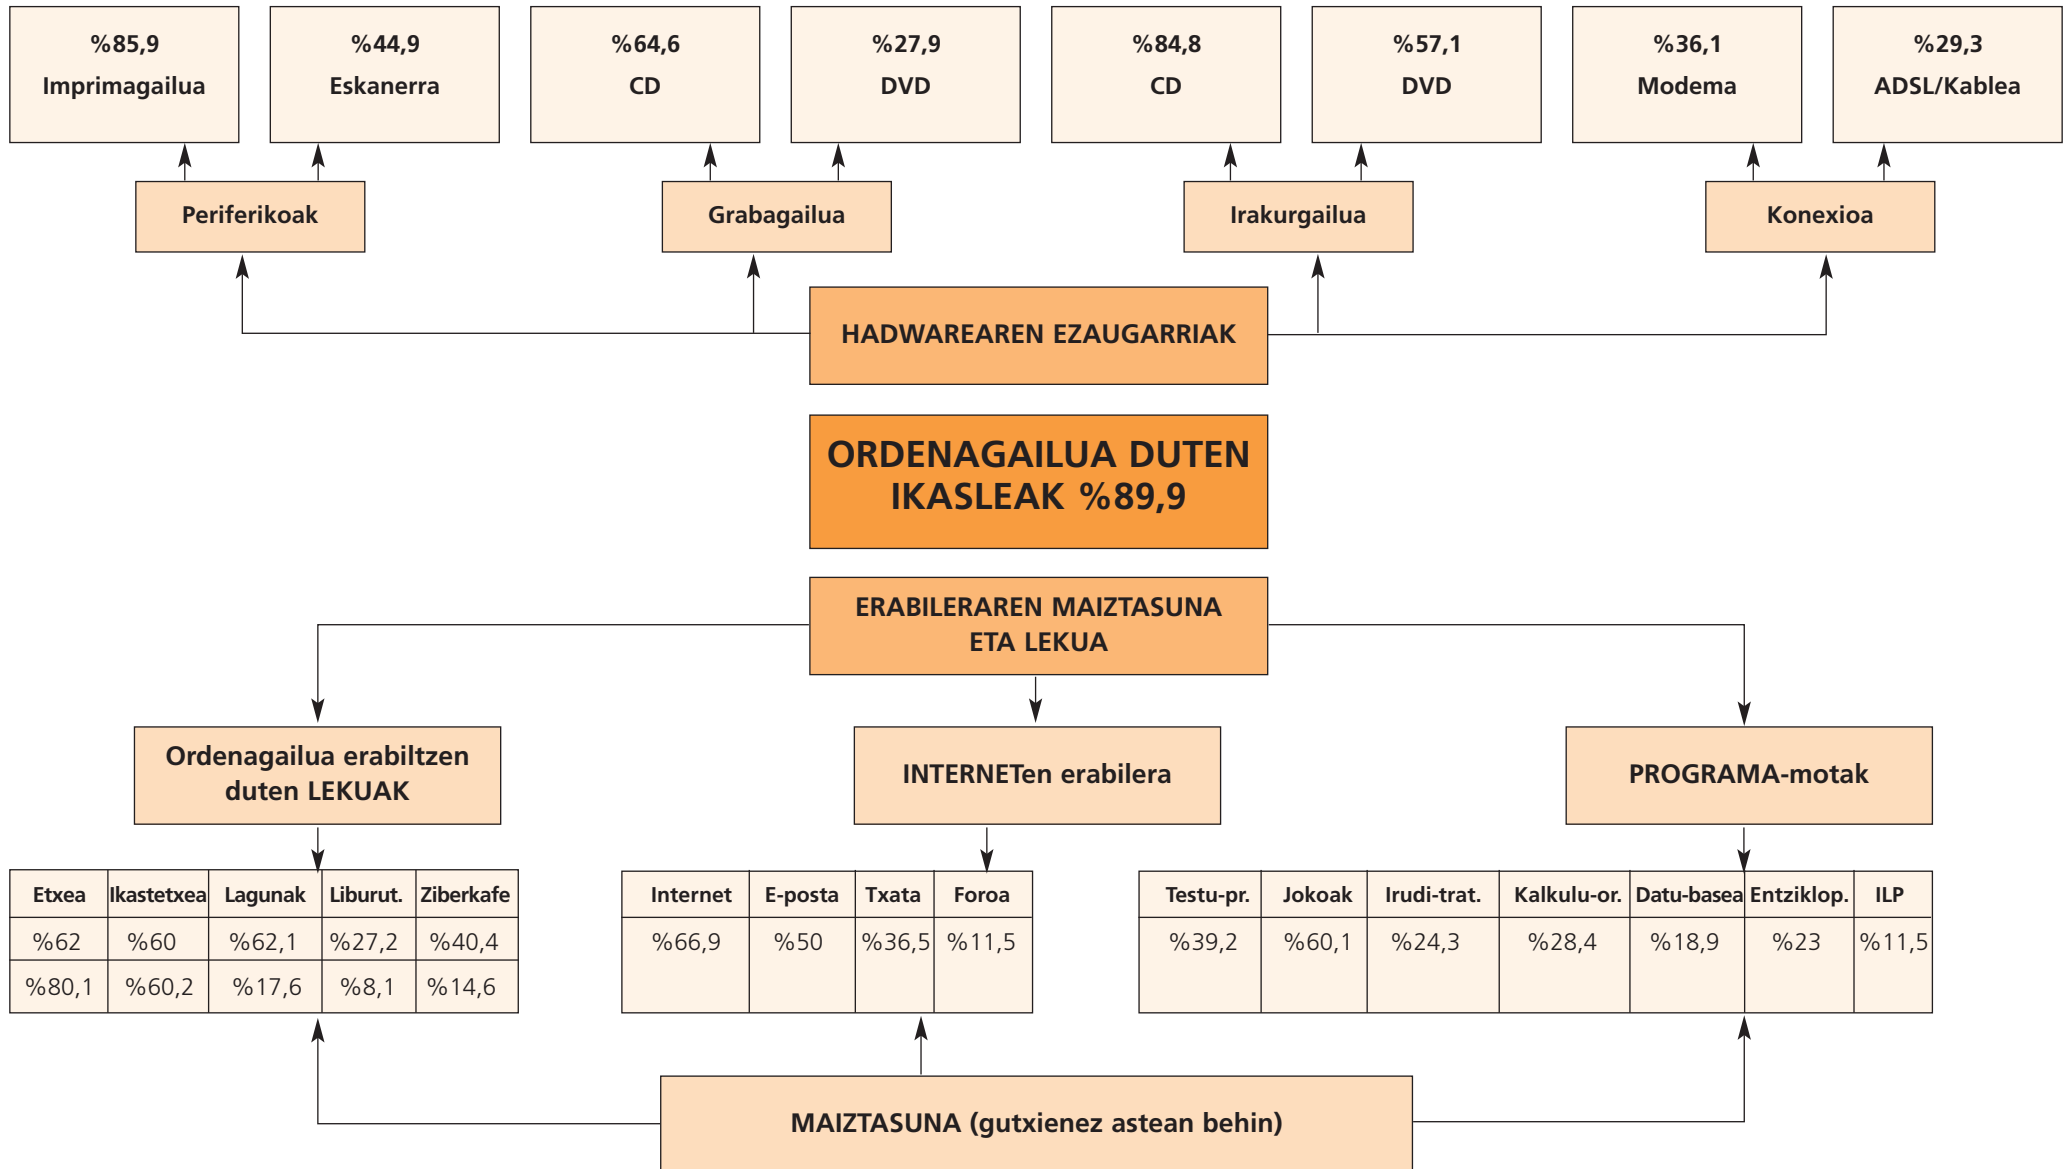 %85,9
Imprimagailua
%44,9
Eskanerra
%64,6
CD
%27,9
DVD
%84,8
CD
%57,1
DVD
%36,1
Modema
%29,3
ADSL/Kablea
Periferikoak
Grabagailua
Irakurgailua
Konexioa
HADWAREAREN EZAUGARRIAK
ORDENAGAILUA DUTEN
IKASLEAK %89,9
ERABILERAREN MAIZTASUNA
ETA LEKUA
Ordenagailua erabiltzen
duten LEKUAK
INTERNETen erabilera
PROGRAMA-motak
Etxea Ikastetxea Lagunak Liburut. Ziberkafe
%62 %60 %62,1 %27,2 %40,4
%80,1 %60,2 %17,6 %8,1 %14,6
Internet E-posta Txata Foroa
%66,9 %50 %36,5 %11,5
Testu-pr. Jokoak Irudi-trat. Kalkulu-or. Datu-basea Entziklop. ILP
%39,2 %60,1 %24,3 %28,4 %18,9 %23 %11,5
MAIZTASUNA (gutxienez astean behin)